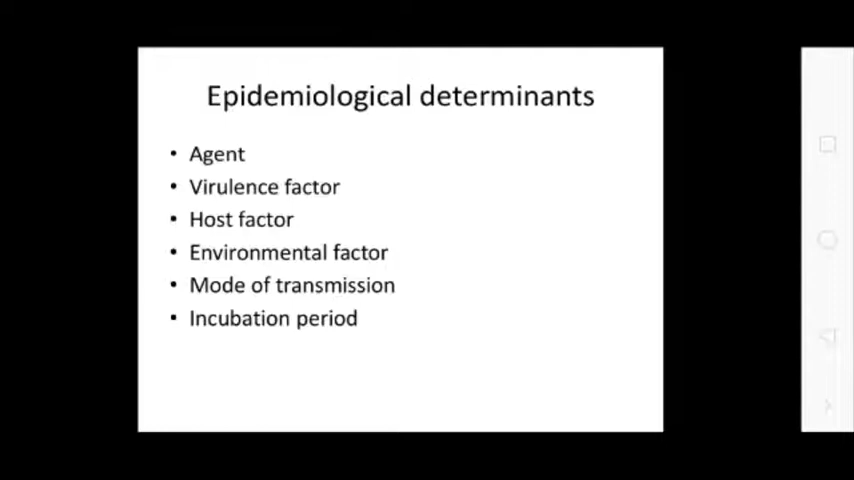 Epidemiological determinants
• Agent
• Virulence factor
• Host factor
• Environmental factor
• Mode of transmission
• Incubation period